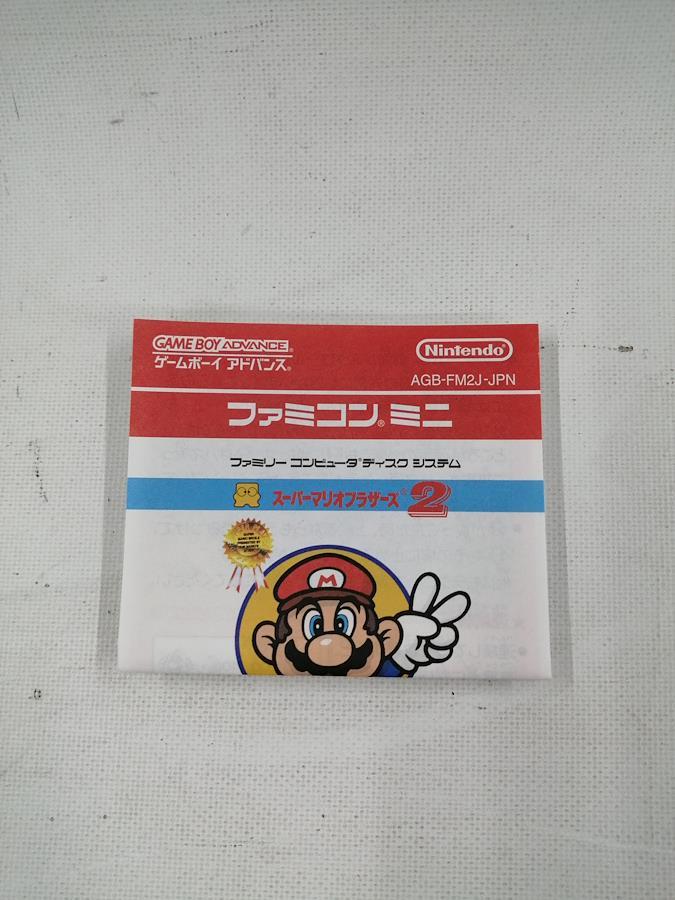 GAME BOY ADVANCE®
ゲームボーイ アドバンス®
Nintendo®
AGB-FM2J-JPN
ファミコン®ミニ
ファミリー コンピュータ®ディスク システム
スーパーマリオブラザーズ®2
M